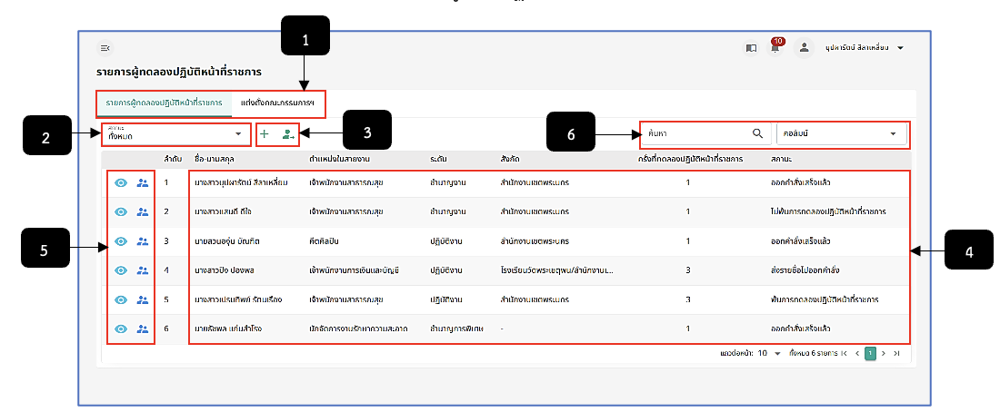 1
10
บุปผารัตน์ ลีลาเหลี่ยม
รายการผู้ทดลองปฏิบัติหน้าที่ราชการ
รายการผู้ทดลองปฏิบัติหน้าที่ราชการ แต่งตั้งคณะกรรมการฯ
2
สถานะ
ทั้งหมด
3
6
ค้นหา
คอลัมน์
ลำดับ ชื่อ-นามสกุล ตำแหน่งในสายงาน ระดับ สังกัด ครั้งที่ทดลองปฏิบัติหน้าที่ราชการ สถานะ
1 นางสาวบุปผารัตน์ ลีลาเหลี่ยม เจ้าพนักงานสาธารณสุข ชำนาญงาน สำนักงานเขตพระนคร 1 ออกคำสั่งเสร็จแล้ว
2 นางสาวแสนดี ดีใจ เจ้าพนักงานสาธารณสุข ชำนาญงาน สำนักงานเขตพระนคร 1 ไม่พ้นการทดลองปฏิบัติหน้าที่ราชการ
5
3 นายสวนองุ่น บัณฑิต คีตศิลปิน ปฏิบัติงาน สำนักงานเขตพระนคร 1 ออกคำสั่งเสร็จแล้ว
4
4 นางสาวปิง ปองพล เจ้าพนักงานการเงินและบัญชี ปฏิบัติงาน โรงเรียนวัดพระเชตุพน/สำนักงานเ... 3 ส่งรายชื่อไปออกคำสั่ง
5 นางสาวเปรมทิพย์ รัตนเรือง เจ้าพนักงานสาธารณสุข ปฏิบัติงาน สำนักงานเขตพระนคร 3 พ้นการทดลองปฏิบัติหน้าที่ราชการ
6 นายธัชพล แก่นสำโรง นักจัดการงานรักษาความสะอาด ชำนาญการพิเศษ - 1 ออกคำสั่งเสร็จแล้ว
แถวต่อหน้า: 10 ทั้งหมด 6 รายการ 1